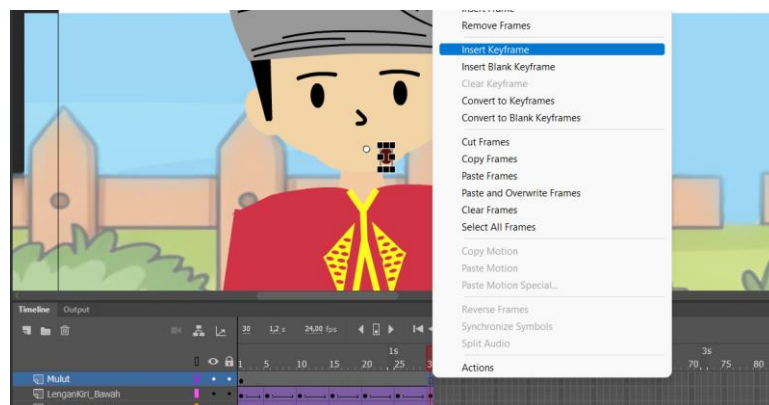 Remove Frames
Insert Keyframe
Insert Blank Keyframe
Clear Keyframe
Convert to Keyframes
Convert to Blank Keyframes
Cut Frames
Copy Frames
Paste Frames
Paste and Overwrite Frames
Clear Frames
Select All Frames
Copy Motion
Paste Motion
Paste Motion Special...
Reverse Frames
Synchronize Symbols
Split Audio
Actions
Timeline Output
30 1,2 s 24,00 fps
1s 3s
1 5 10 15 20 25 70 75 80
Mulut
LenganKiri_Bawah